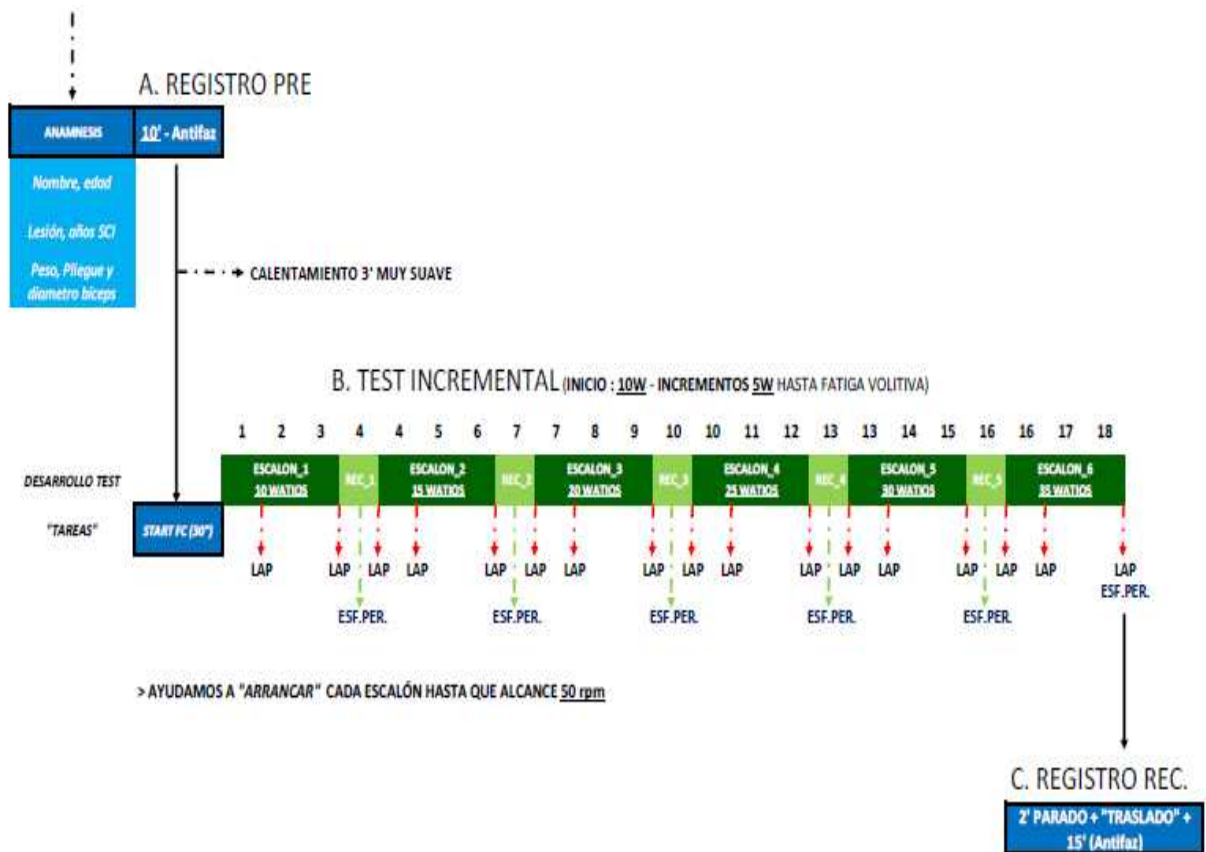 A. REGISTRO PRE
ANAMNESIS
10' - Antifaz
Nombre, edad
Lesión, años SCI
Peso, Pliegue y
diametro bíceps
CALENTAMIENTO 3' MUY SUAVE
B. TEST INCREMENTAL (INICIO : 10W - INCREMENTOS 5W HASTA FATIGA VOLITIVA)
1 2 3 4 4 5 6 7 7 8 9 10 10 11 12 13 13 14 15 16 16 17 18
DESARROLLO TEST
ESCALON_1
10 WATIOS
REC_1
ESCALON_2
15 WATIOS
REC_2
ESCALON_3
20 WATIOS
REC_3
ESCALON_4
25 WATIOS
REC_4
ESCALON_5
30 WATIOS
REC_5
ESCALON_6
35 WATIOS
"TAREAS"
START FC (30")
LAP LAP LAP LAP LAP LAP LAP LAP LAP LAP LAP LAP LAP LAP LAP LAP LAP
ESF.PER. ESF.PER. ESF.PER. ESF.PER. ESF.PER. ESF.PER.
> AYUDAMOS A "ARRANCAR" CADA ESCALÓN HASTA QUE ALCANCE 50 rpm
C. REGISTRO REC.
2' PARADO + "TRASLADO" +
15' (Antifaz)